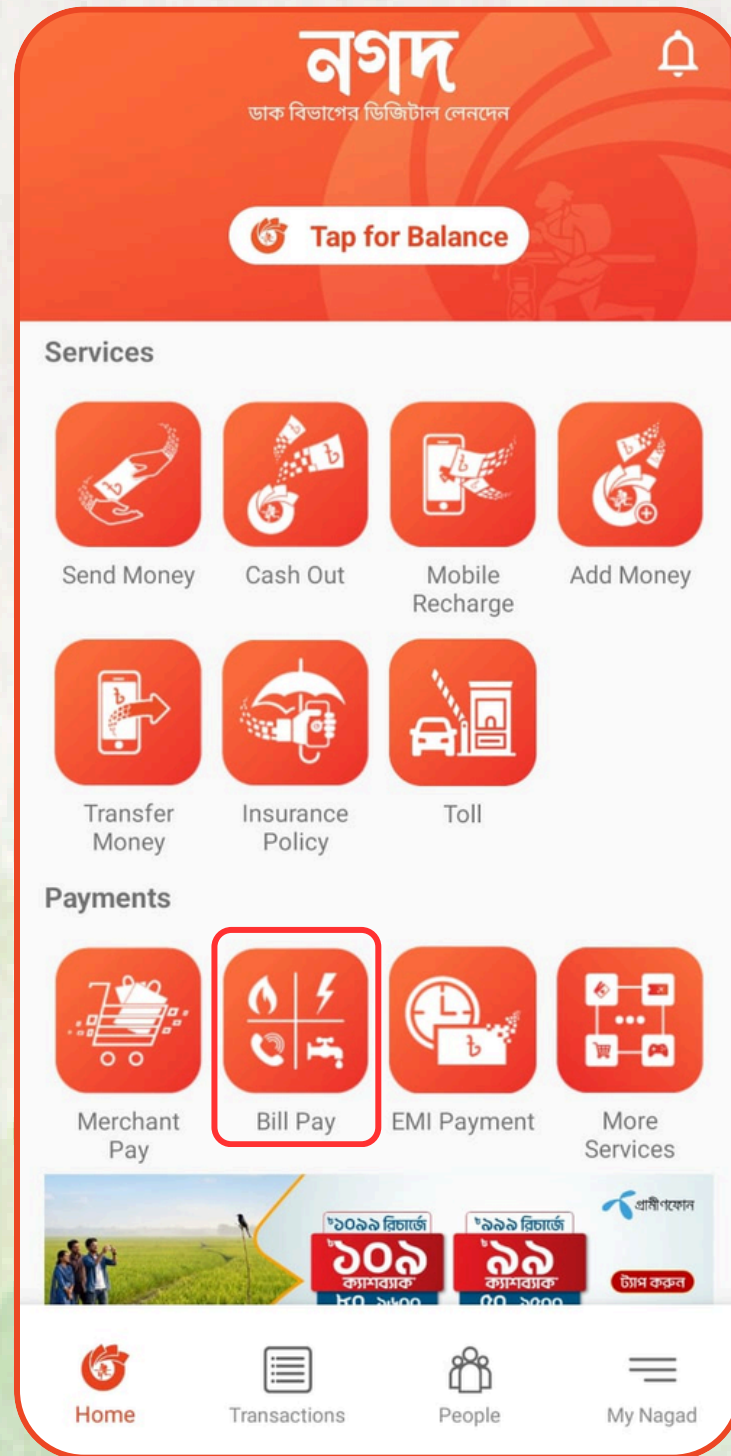 নগদ
ডাক বিভাগের ডিজিটাল লেনদেন
Tap for Balance
Services
Send Money
Cash Out
Mobile
Recharge
Add Money
Transfer
Money
Insurance
Policy
Toll
Payments
Merchant
Pay
Bill Pay
EMI Payment
More
Services
৳১০৯৯ রিচার্জে
৳১০৯
ক্যাশব্যাক
৳৯৯৯ রিচার্জে
৳৯৯
ক্যাশব্যাক
গ্রামীণফোন
ট্যাপ করুন
Home
Transactions
People
My Nagad